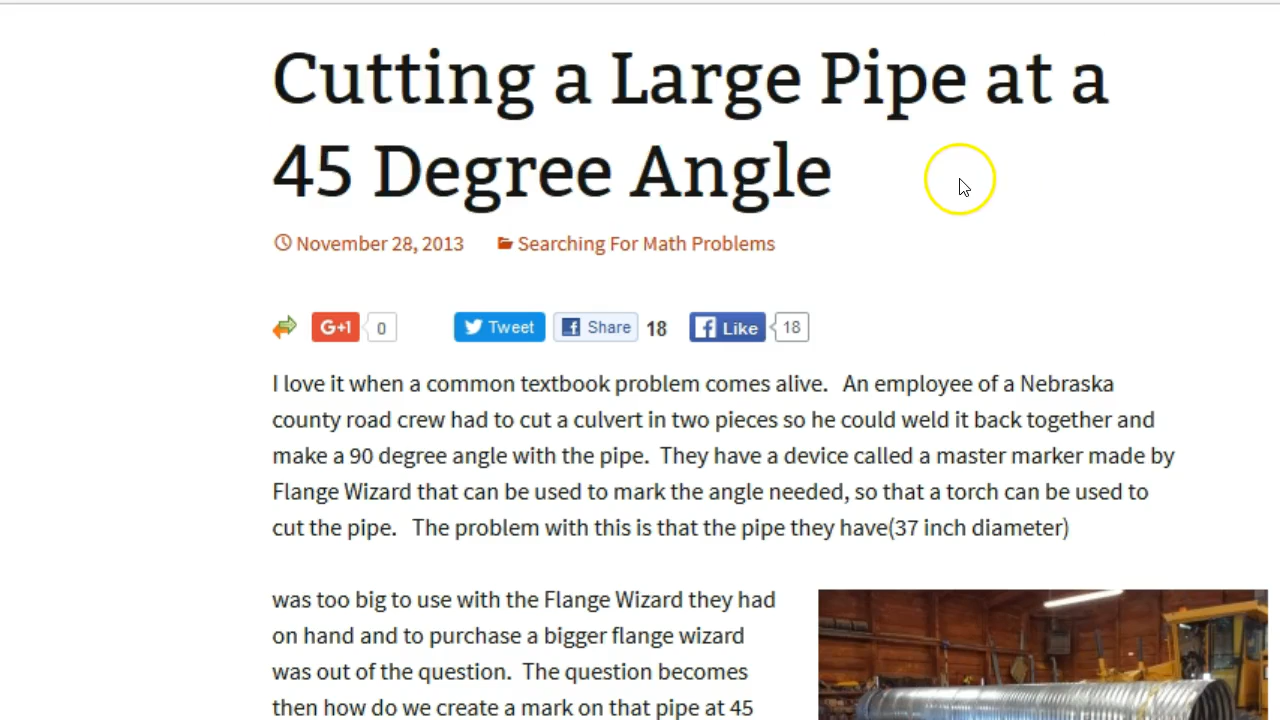 Cutting a Large Pipe at a
45 Degree Angle
November 28, 2013 Searching For Math Problems
G+1 0 Tweet Share 18 Like 18
I love it when a common textbook problem comes alive. An employee of a Nebraska
county road crew had to cut a culvert in two pieces so he could weld it back together and
make a 90 degree angle with the pipe. They have a device called a master marker made by
Flange Wizard that can be used to mark the angle needed, so that a torch can be used to
cut the pipe. The problem with this is that the pipe they have(37 inch diameter)
was too big to use with the Flange Wizard they had
on hand and to purchase a bigger flange wizard
was out of the question. The question becomes
then how do we create a mark on that pipe at 45